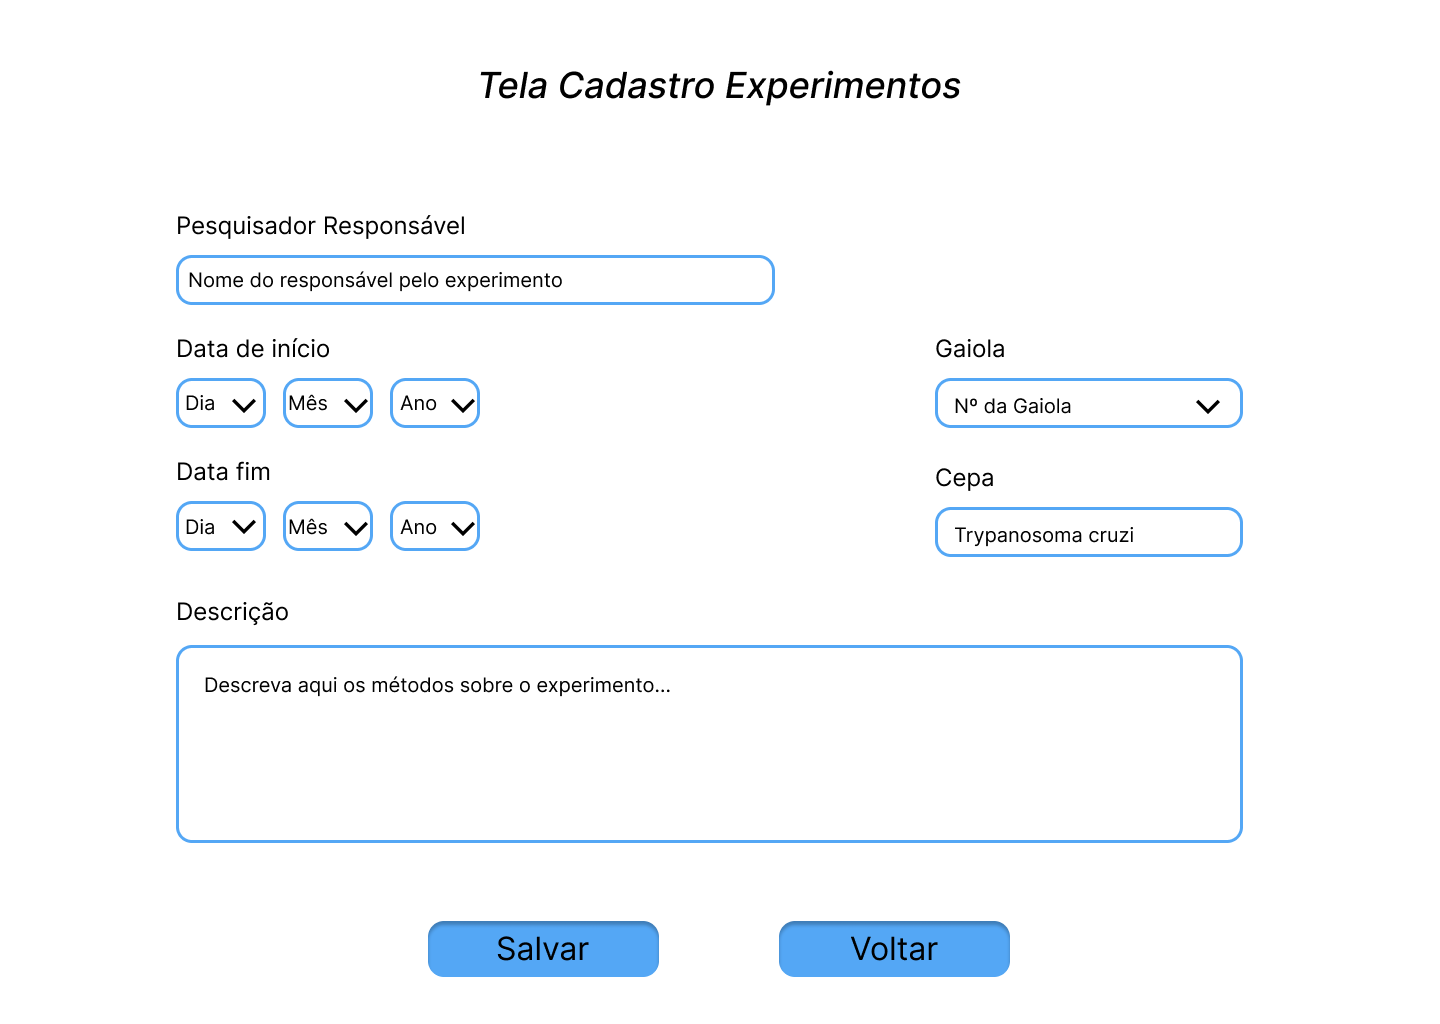 Tela Cadastro Experimentos
Pesquisador Responsável
Nome do responsável pelo experimento
Data de início
Dia Mês Ano
Data fim
Dia Mês Ano
Gaiola
Nº da Gaiola
Cepa
Trypanosoma cruzi
Descrição
Descreva aqui os métodos sobre o experimento...
Salvar
Voltar